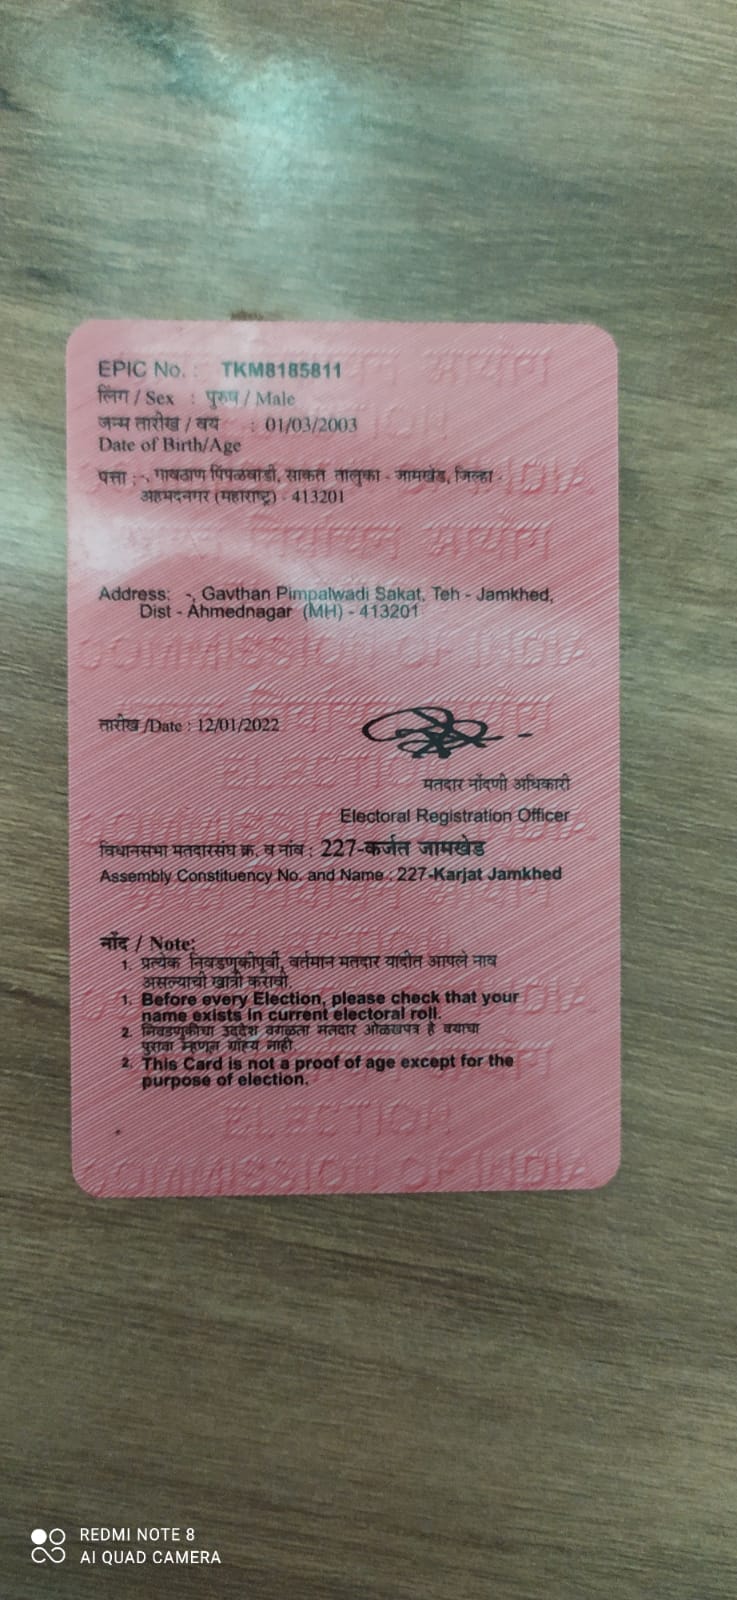 EPIC No. : TKM8185811
लिंग / Sex : पुरुष / Male
जन्म तारीख / वय : 01/03/2003
Date of Birth/Age
पत्ता : -, गावठाण पिंपळवाडी, साकत तालुका - जामखेड, जिल्हा -
अहमदनगर (महाराष्ट्र) - 413201
Address: -, Gavthan Pimpalwadi Sakat, Teh - Jamkhed,
Dist - Ahmednagar (MH) - 413201
तारीख /Date : 12/01/2022
मतदार नोंदणी अधिकारी
Electoral Registration Officer
विधानसभा मतदारसंघ क्र. व नांव : 227-कर्जत जामखेड
Assembly Constituency No. and Name : 227-Karjat Jamkhed
नोंद / Note:
1. प्रत्येक निवडणूकीपूर्वी, वर्तमान मतदार यादीत आपले नाव
असल्याची खात्री करावी.
1. Before every Election, please check that your
name exists in current electoral roll.
2. निवडणूकीचा उद्देश वगळता मतदार ओळखपत्र हे वयाचा
पुरावा म्हणून ग्राहय नाही.
2. This Card is not a proof of age except for the
purpose of election.
ELECTION
COMMISSION OF INDIA
REDMI NOTE 8
AI QUAD CAMERA